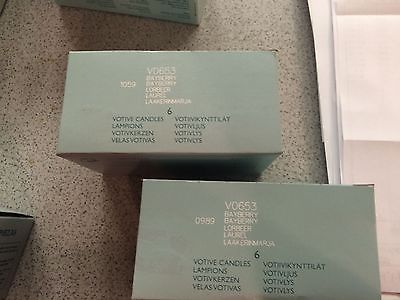 V0653
1059 BAYBERRY
BAYBERRY
LORBEER
LAUREL
LAAKERINMARJA
6
VOTIVE CANDLES VOTIIVIKYNTTILÄT
LAMPIONS VOTIVLJUS
VOTIVKERZEN VOTIVLYS
VELAS VOTIVAS VOTIVLYS
V0653
0989 BAYBERRY
BAYBERRY
LORBEER
LAUREL
LAAKERINMARJA
6
VOTIVE CANDLES VOTIIVIKYNTTILÄT
LAMPIONS VOTIVLJUS
VOTIVKERZEN VOTIVLYS
VELAS VOTIVAS VOTIVLYS